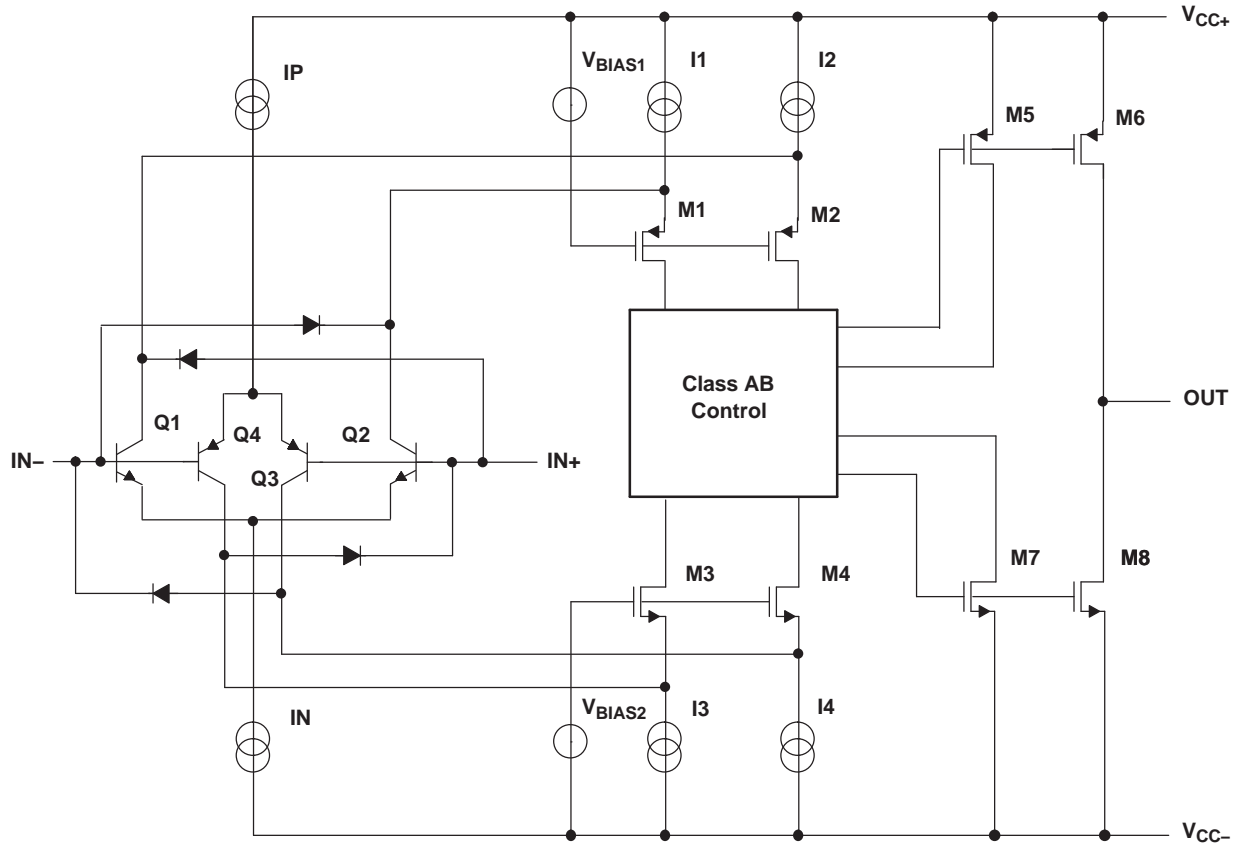 VCC+
IP
VBIAS1
I1
I2
M5
M6
M1
M2
Class AB
Control
OUT
Q1
Q4
Q2
IN−
Q3
IN+
M7
M8
M3
M4
IN
VBIAS2
I3
I4
VCC−